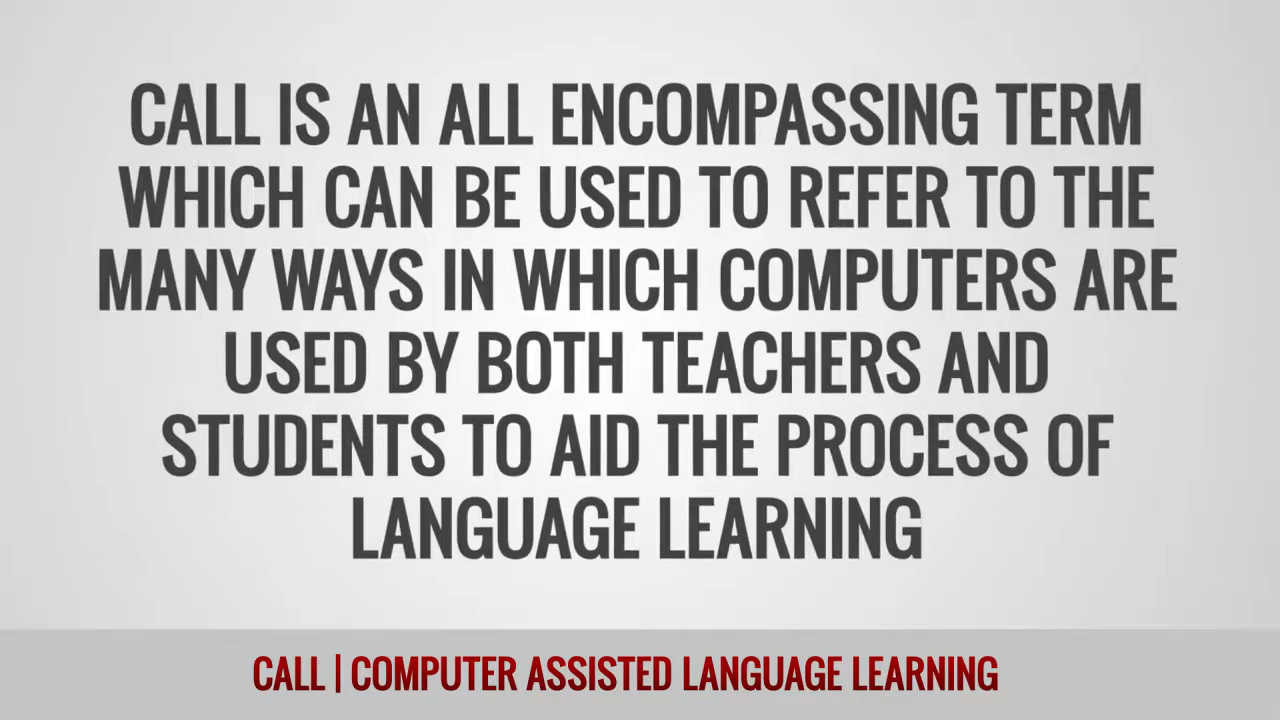 CALL IS AN ALL ENCOMPASSING TERM
WHICH CAN BE USED TO REFER TO THE
MANY WAYS IN WHICH COMPUTERS ARE
USED BY BOTH TEACHERS AND
STUDENTS TO AID THE PROCESS OF
LANGUAGE LEARNING
CALL | COMPUTER ASSISTED LANGUAGE LEARNING